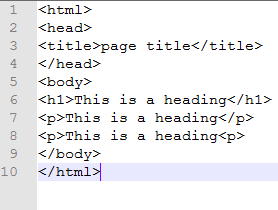 1 <html>
2 <head>
3 <title>page title</title>
4 </head>
5 <body>
6 <h1>This is a heading</h1>
7 <p>This is a heading</p>
8 <p>This is a heading<p>
9 </body>
10 </html>